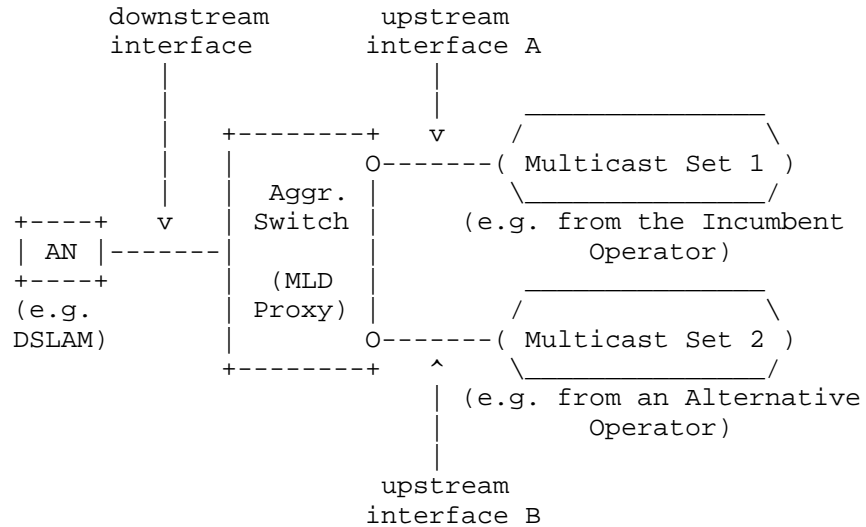 downstream upstream
interface interface A
v
O-------( Multicast Set 1 )
Aggr.
v Switch (e.g. from the Incumbent
AN Operator)
(MLD
(e.g. Proxy)
DSLAM) O-------( Multicast Set 2 )
^
(e.g. from an Alternative
Operator)
upstream
interface B